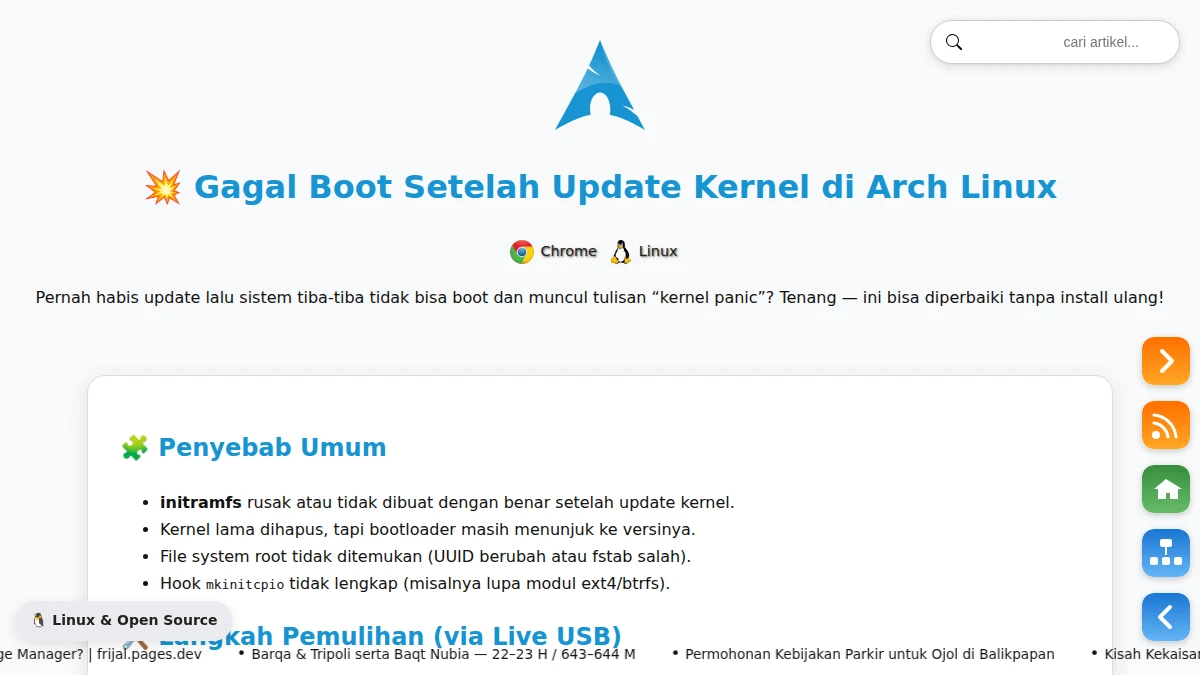 cari artikel...
💥 Gagal Boot Setelah Update Kernel di Arch Linux
Chrome Linux
Pernah habis update lalu sistem tiba-tiba tidak bisa boot dan muncul tulisan “kernel panic”? Tenang — ini bisa diperbaiki tanpa install ulang!
🧩 Penyebab Umum
• initramfs rusak atau tidak dibuat dengan benar setelah update kernel.
• Kernel lama dihapus, tapi bootloader masih menunjuk ke versinya.
• File system root tidak ditemukan (UUID berubah atau fstab salah).
• Hook mkinitcpio tidak lengkap (misalnya lupa modul ext4/btrfs).
🐧 Linux & Open Source
Langkah Pemulihan (via Live USB)
ge Manager? | frijal.pages.dev • Barqa & Tripoli serta Baqt Nubia — 22–23 H / 643–644 M • Permohonan Kebijakan Parkir untuk Ojol di Balikpapan • Kisah Kekaisar